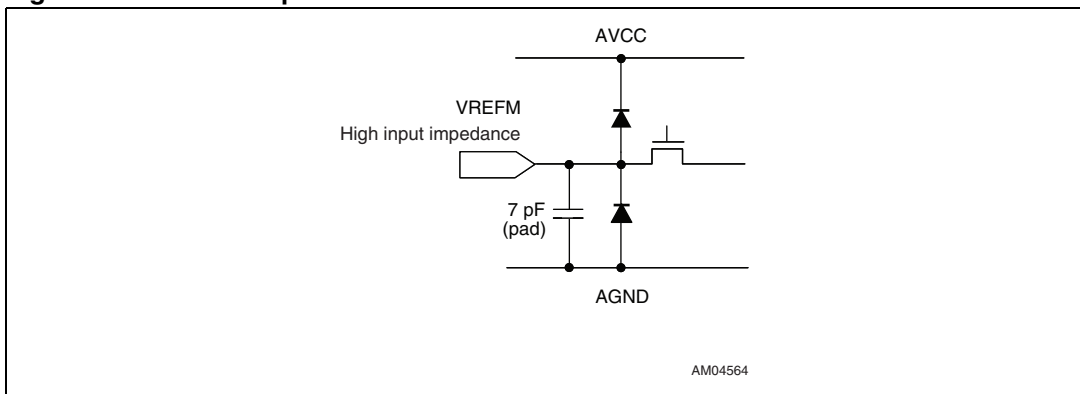 AVCC
VREFM
High input impedance
7 pF
(pad)
AGND
AM04564